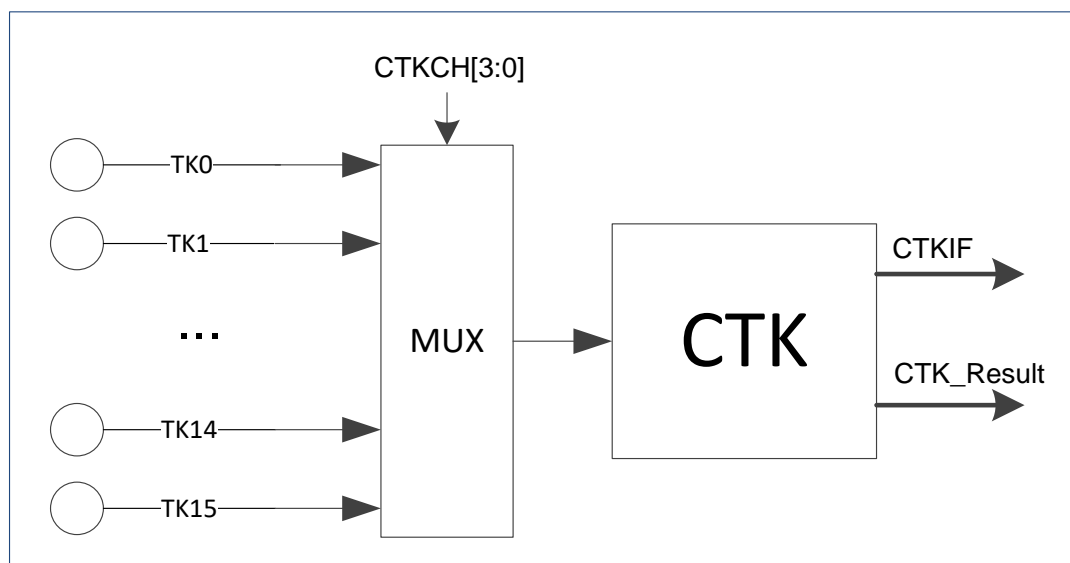 CTKCH[3:0]
TK0
TK1
...
TK14
TK15
MUX
CTK
CTKIF
CTK_Result